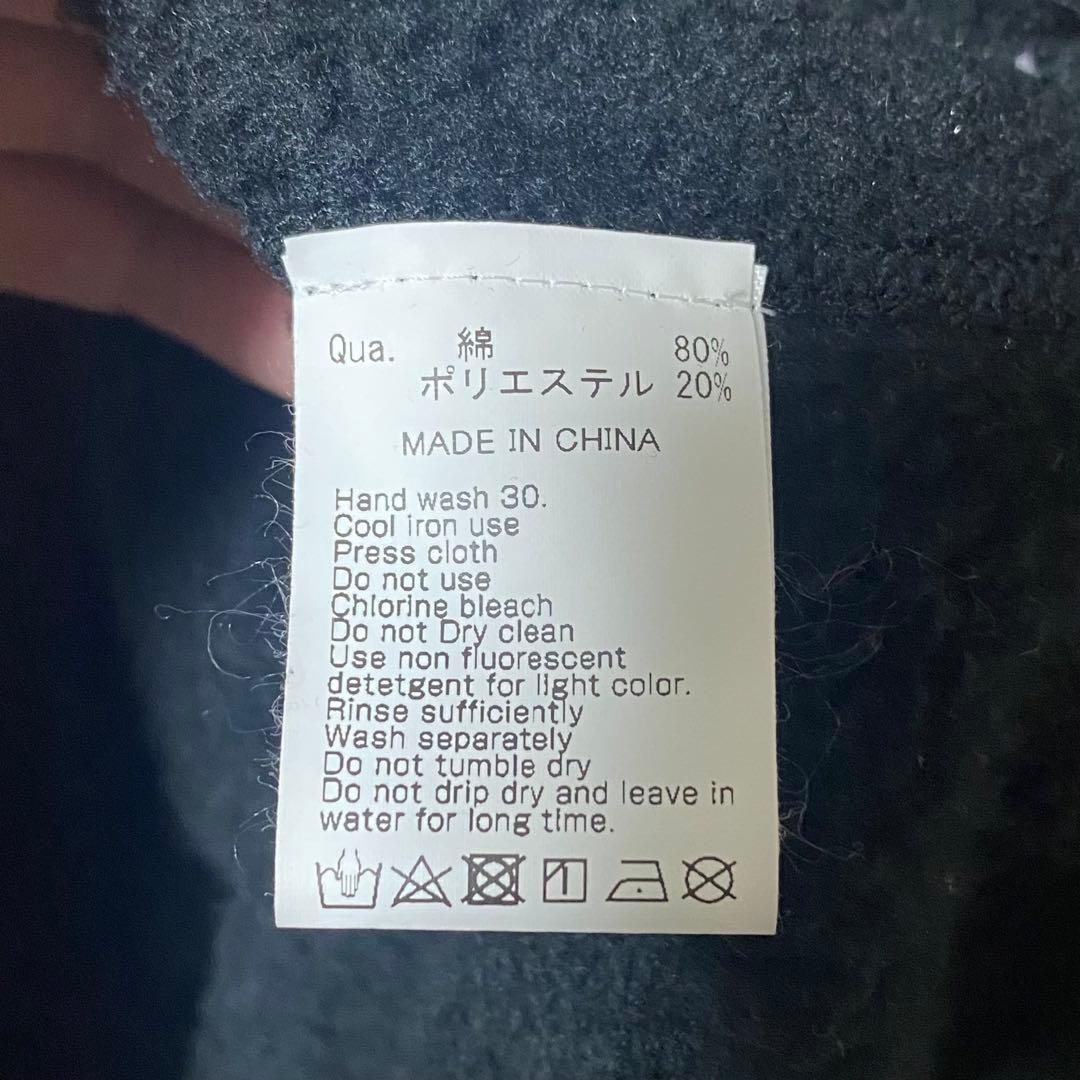 Qua. 綿 80%
ポリエステル 20%
MADE IN CHINA
Hand wash 30.
Cool iron use
Press cloth
Do not use
Chlorine bleach
Do not Dry clean
Use non fluorescent
detetgent for light color.
Rinse sufficiently
Wash separately
Do not tumble dry
Do not drip dry and leave in
water for long time.